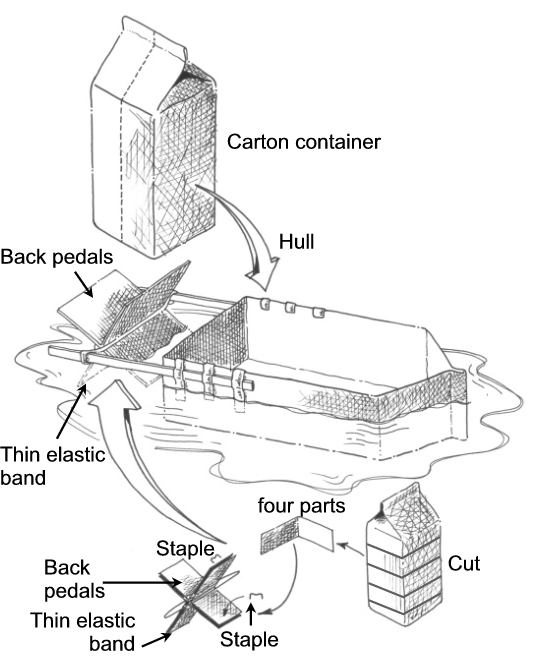 Carton container
Hull
Back pedals
Thin elastic
band
four parts
Staple
Cut
Back
pedals
Thin elastic
band
Staple